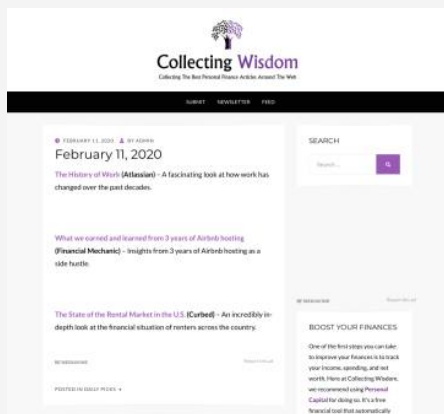 Collecting Wisdom
Collecting The Best Personal Finance Articles Around The Web
SUBMIT NEWSLETTER FEED
FEBRUARY 11, 2020 BY ADMIN
February 11, 2020
The History of Work (Atlassian) – A fascinating look at how work has
changed over the past decades.
What we earned and learned from 3 years of Airbnb hosting
(Financial Mechanic) – Insights from 3 years of Airbnb hosting as a
side hustle.
The State of the Rental Market in the U.S. (Curbed) – An incredibly in-
depth look at the financial situation of renters across the country.
Report this ad
POSTED IN DAILY PICKS
SEARCH
Search …
Report this ad
BOOST YOUR FINANCES
One of the first steps you can take
to improve your finances is to track
your income, spending, and net
worth. Here at Collecting Wisdom,
we recommend using Personal
Capital for doing so. It's a free
financial tool that automatically